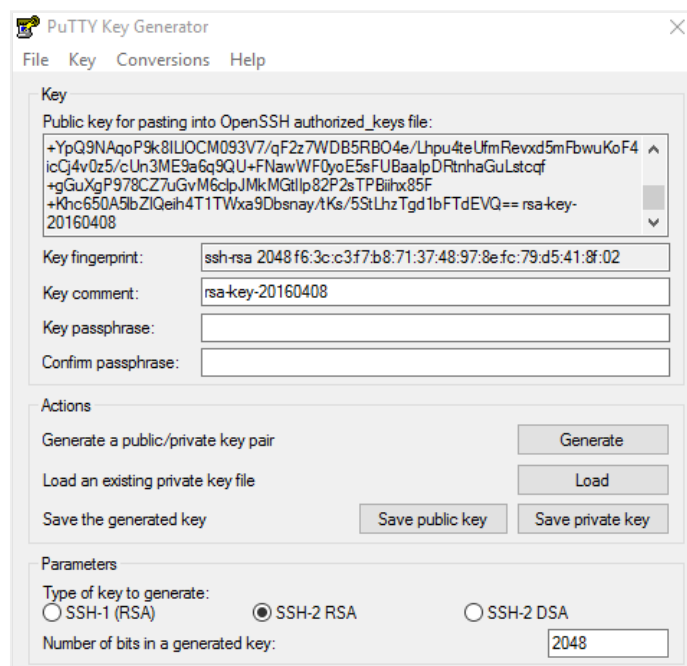 PuTTY Key Generator
File Key Conversions Help
Key
Public key for pasting into OpenSSH authorized_keys file:
+YpQ9NAqoP9k8ILlOCM093V7/qF2z7WDB5RBO4e/Lhpu4teUfmRevxd5mFbwuKoF4
icCj4v0z5/cUn3ME9a6q9QU+FNawWF0yoE5sFUBaalpDRtnhaGuLstcqf
+gGuXgP978CZ7uGvM6clpJMkMGtllp82P2sTPBiihx85F
+Khc650A5lbZlQeih4T1TWxa9Dbsnay/tKs/5StLhzTgd1bFTdEVQ== rsa-key-
20160408
Key fingerprint: ssh-rsa 2048 f6:3c:c3:f7:b8:71:37:48:97:8e:fc:79:d5:41:8f:02
Key comment: rsa-key-20160408
Key passphrase:
Confirm passphrase:
Actions
Generate a public/private key pair Generate
Load an existing private key file Load
Save the generated key Save public key Save private key
Parameters
Type of key to generate:
SSH-1 (RSA) SSH-2 RSA SSH-2 DSA
Number of bits in a generated key: 2048